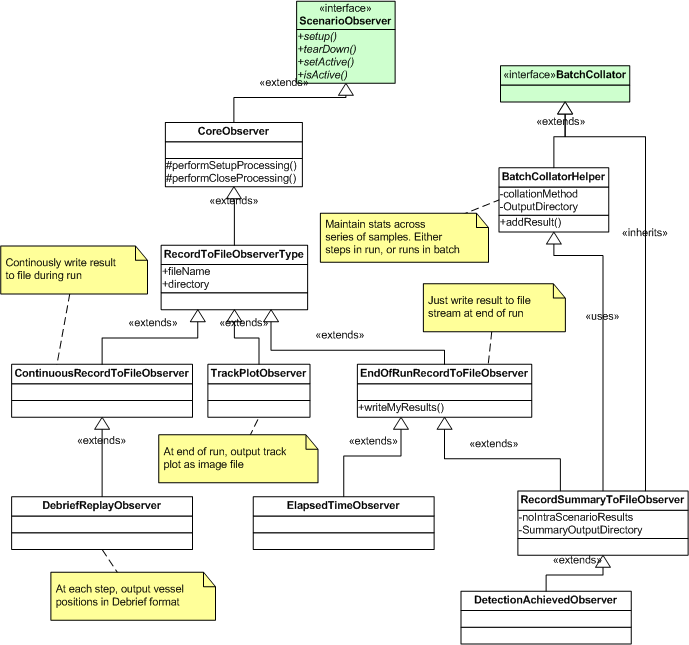 «interface»
ScenarioObserver
+setup()
+tearDown()
+setActive()
+isActive()
«extends»
«interface» BatchCollator
«extends»
CoreObserver
#performSetupProcessing()
#performCloseProcessing()
«extends»
BatchCollatorHelper
-collationMethod
-OutputDirectory
+addResult()
Maintain stats across
series of samples. Either
steps in run, or runs in batch
«inherits»
RecordToFileObserverType
+fileName
+directory
Continously write result
to file during run
Just write result to file
stream at end of run
«extends»
«extends»
«extends»
«uses»
ContinuousRecordToFileObserver
TrackPlotObserver
EndOfRunRecordToFileObserver
+writeMyResults()
«extends»
At end of run, output track
plot as image file
«extends»
«extends»
DebriefReplayObserver
ElapsedTimeObserver
RecordSummaryToFileObserver
-noIntraScenarioResults
-SummaryOutputDirectory
«extends»
At each step, output vessel
positions in Debrief format
DetectionAchievedObserver